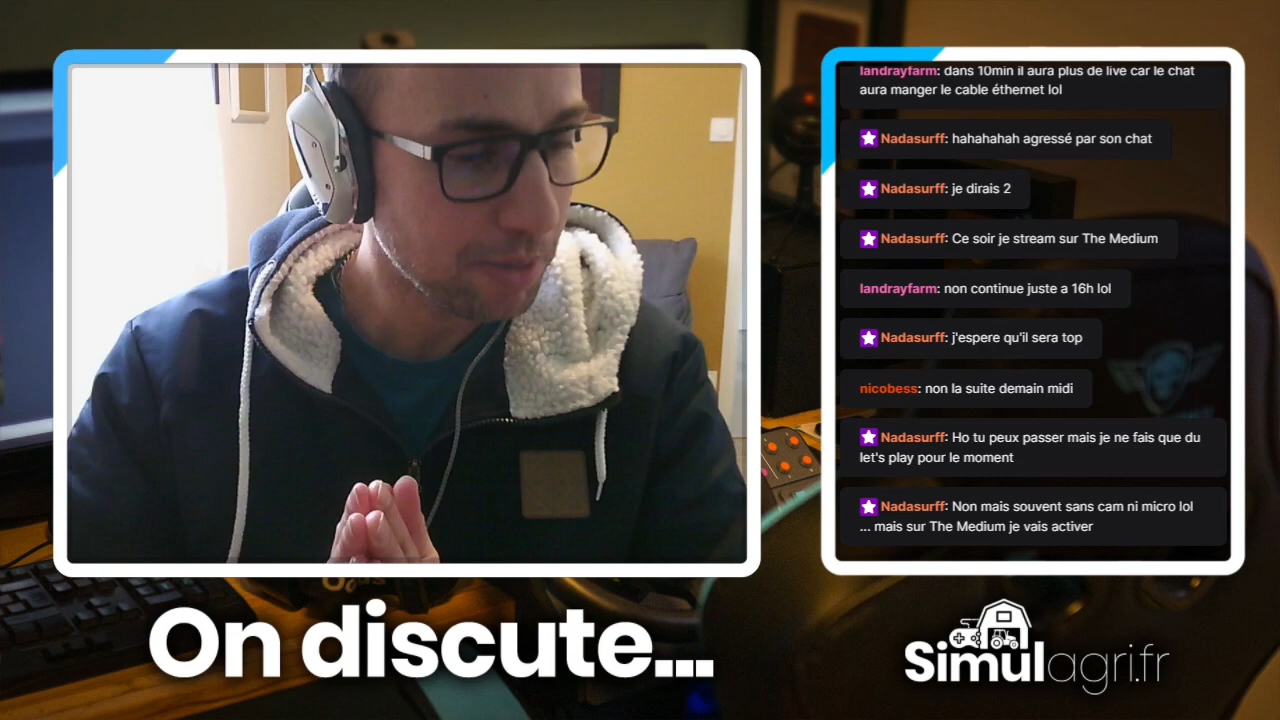 landrayfarm: dans 10min il aura plus de live car le chat
aura manger le cable éthernet lol
Nadasurff: hahahahah agressé par son chat
Nadasurff: je dirais 2
Nadasurff: Ce soir je stream sur The Medium
landrayfarm: non continue juste a 16h lol
Nadasurff: j'espere qu'il sera top
nicobess: non la suite demain midi
Nadasurff: Ho tu peux passer mais je ne fais que du
let's play pour le moment
Nadasurff: Non mais souvent sans cam ni micro lol
... mais sur The Medium je vais activer
On discute...
Simulagri.fr